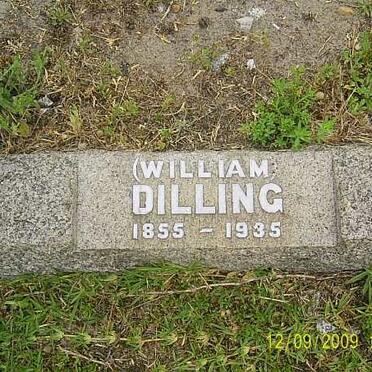 (WILLIAM)
DILLING
1855 ~ 1935
12/09/2009